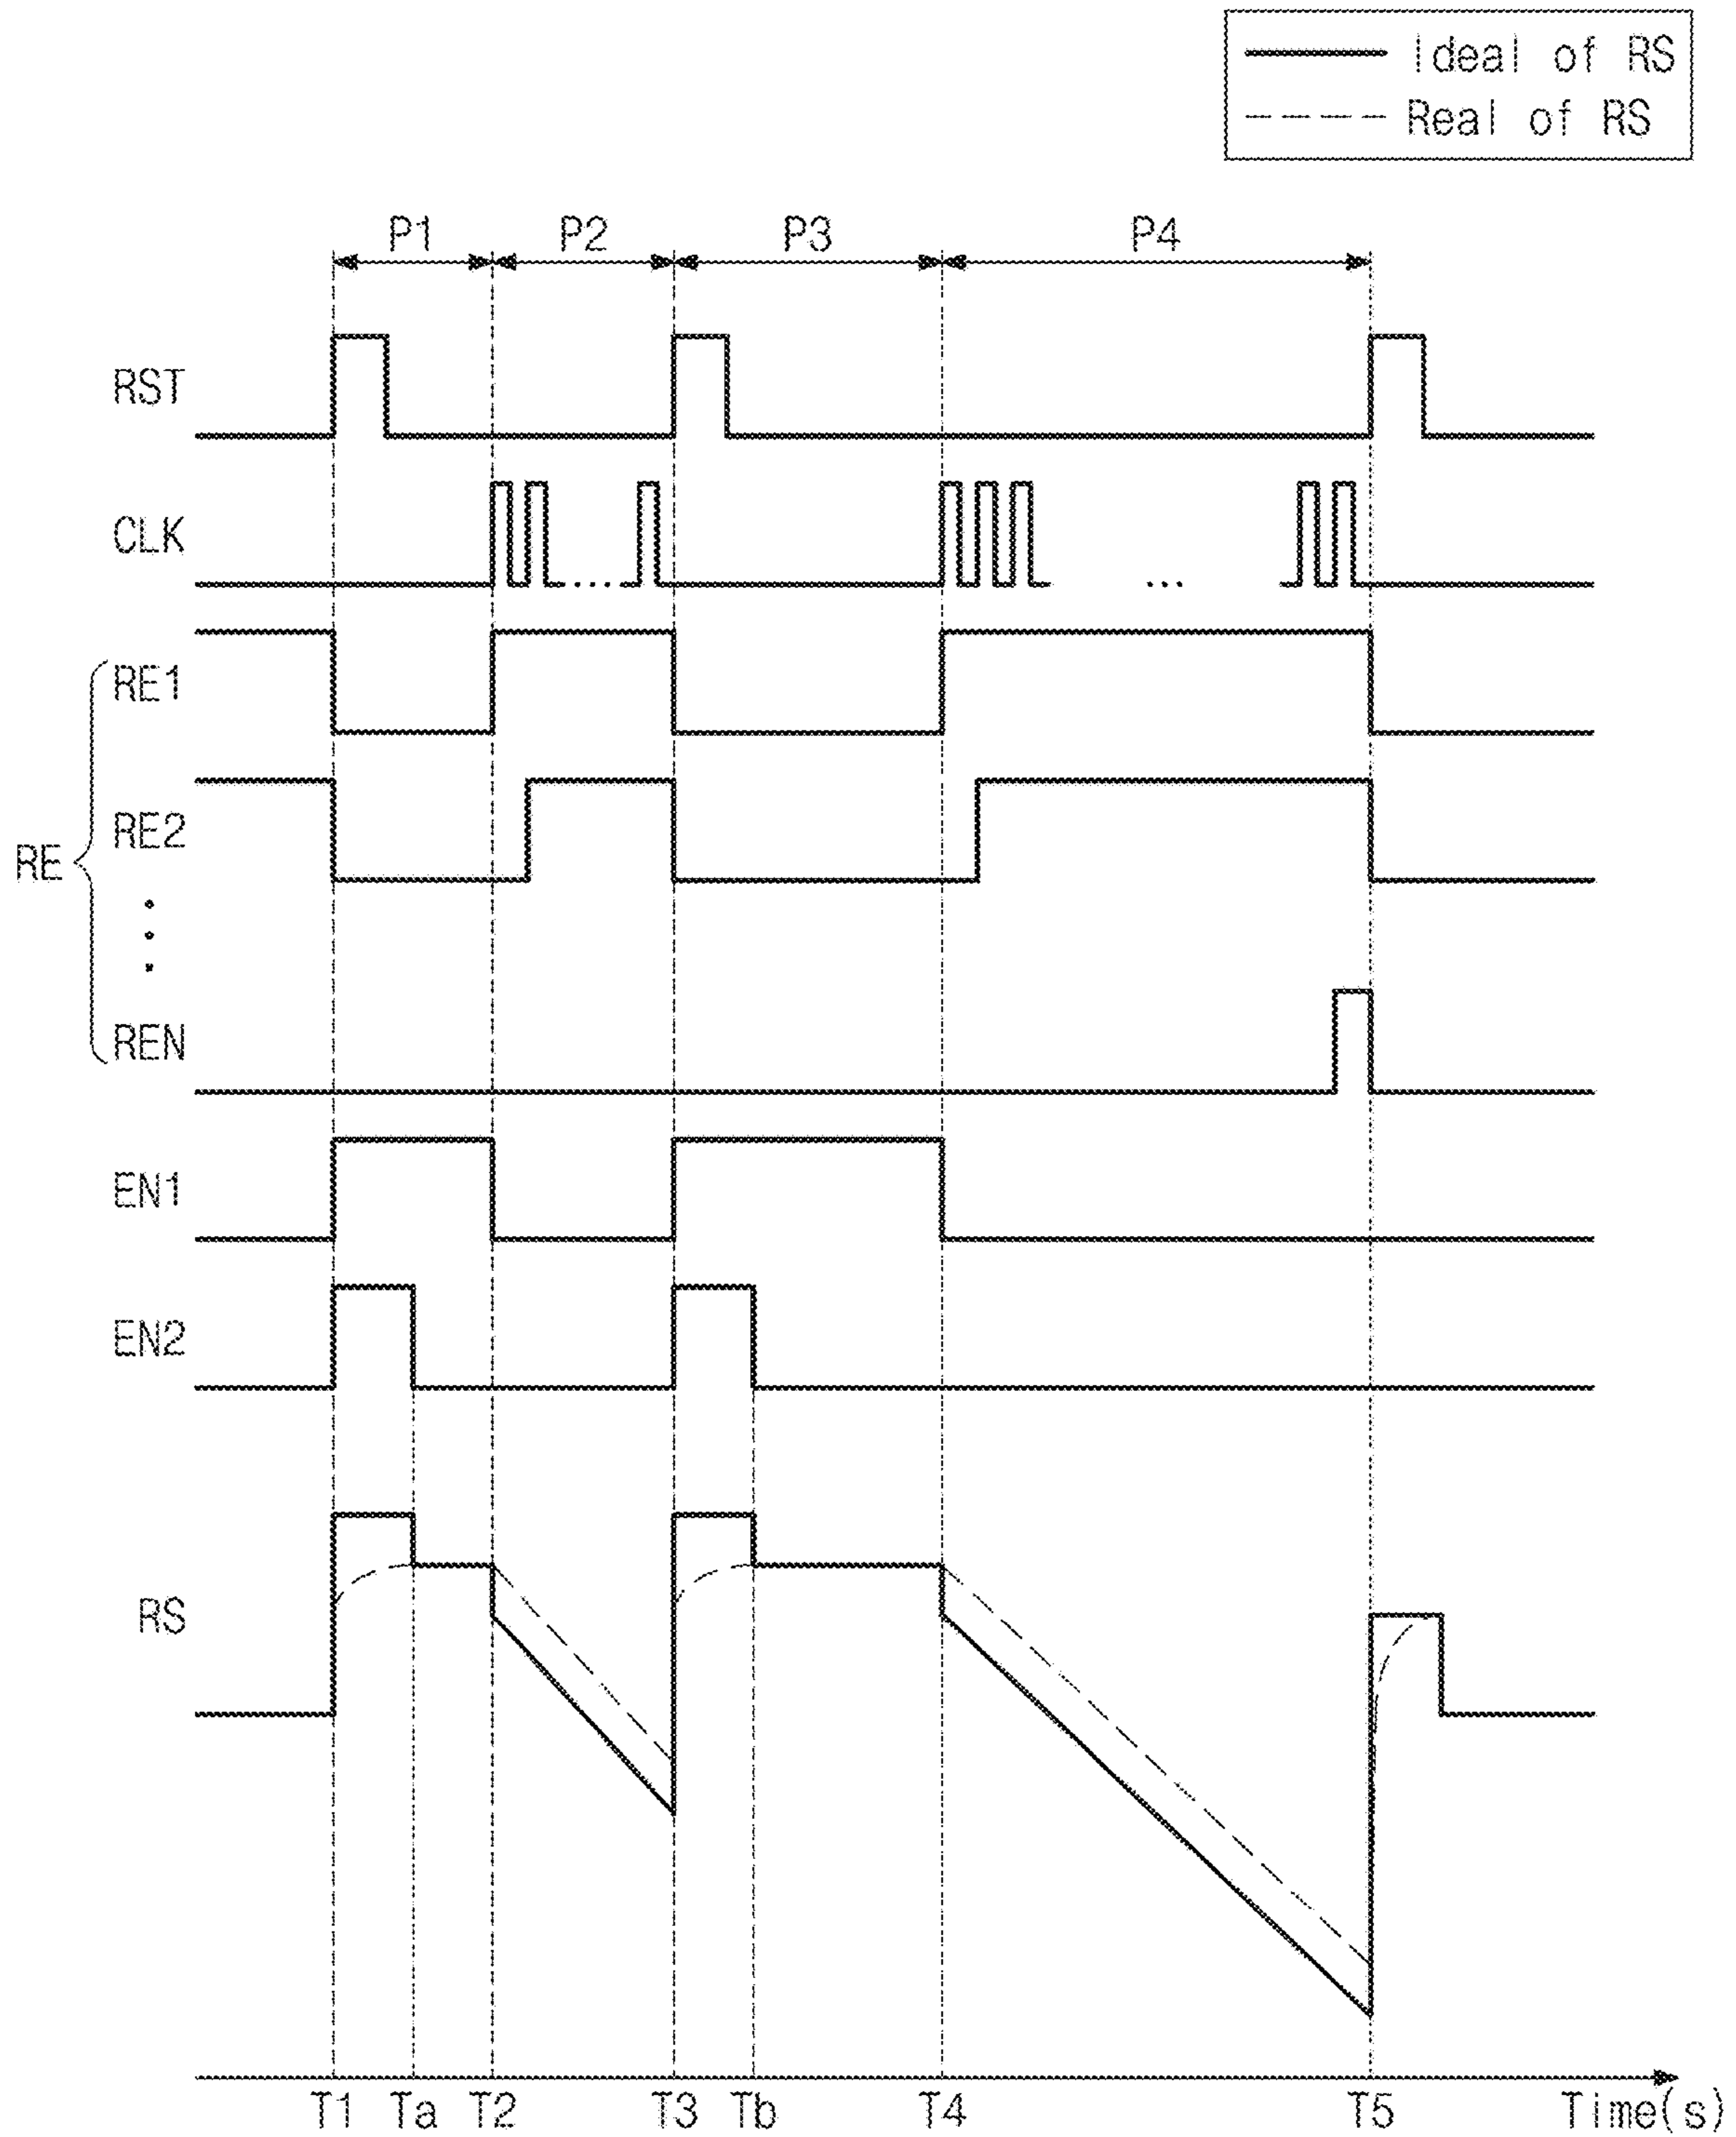 Ideal of RS
Real of RS
P1 P2 P3 P4
RST
CLK
RE1
RE2
RE
REN
EN1
EN2
RS
T1 Ta T2 T3 Tb T4 T5 Time(s)